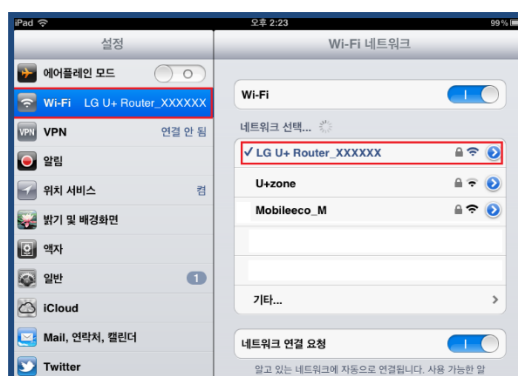 iPad 오후 2:23 99%
설정
에어플레인 모드
Wi-Fi LG U+ Router_XXXXXX
VPN VPN 연결 안 됨
알림
위치 서비스 켬
밝기 및 배경화면
액자
일반 1
iCloud
Mail, 연락처, 캘린더
Twitter
Wi-Fi 네트워크
Wi-Fi
네트워크 선택...
LG U+ Router_XXXXXX
U+zone
Mobileeco_M
기타...
네트워크 연결 요청
알고 있는 네트워크에 자동으로 연결됩니다. 사용 가능한 알